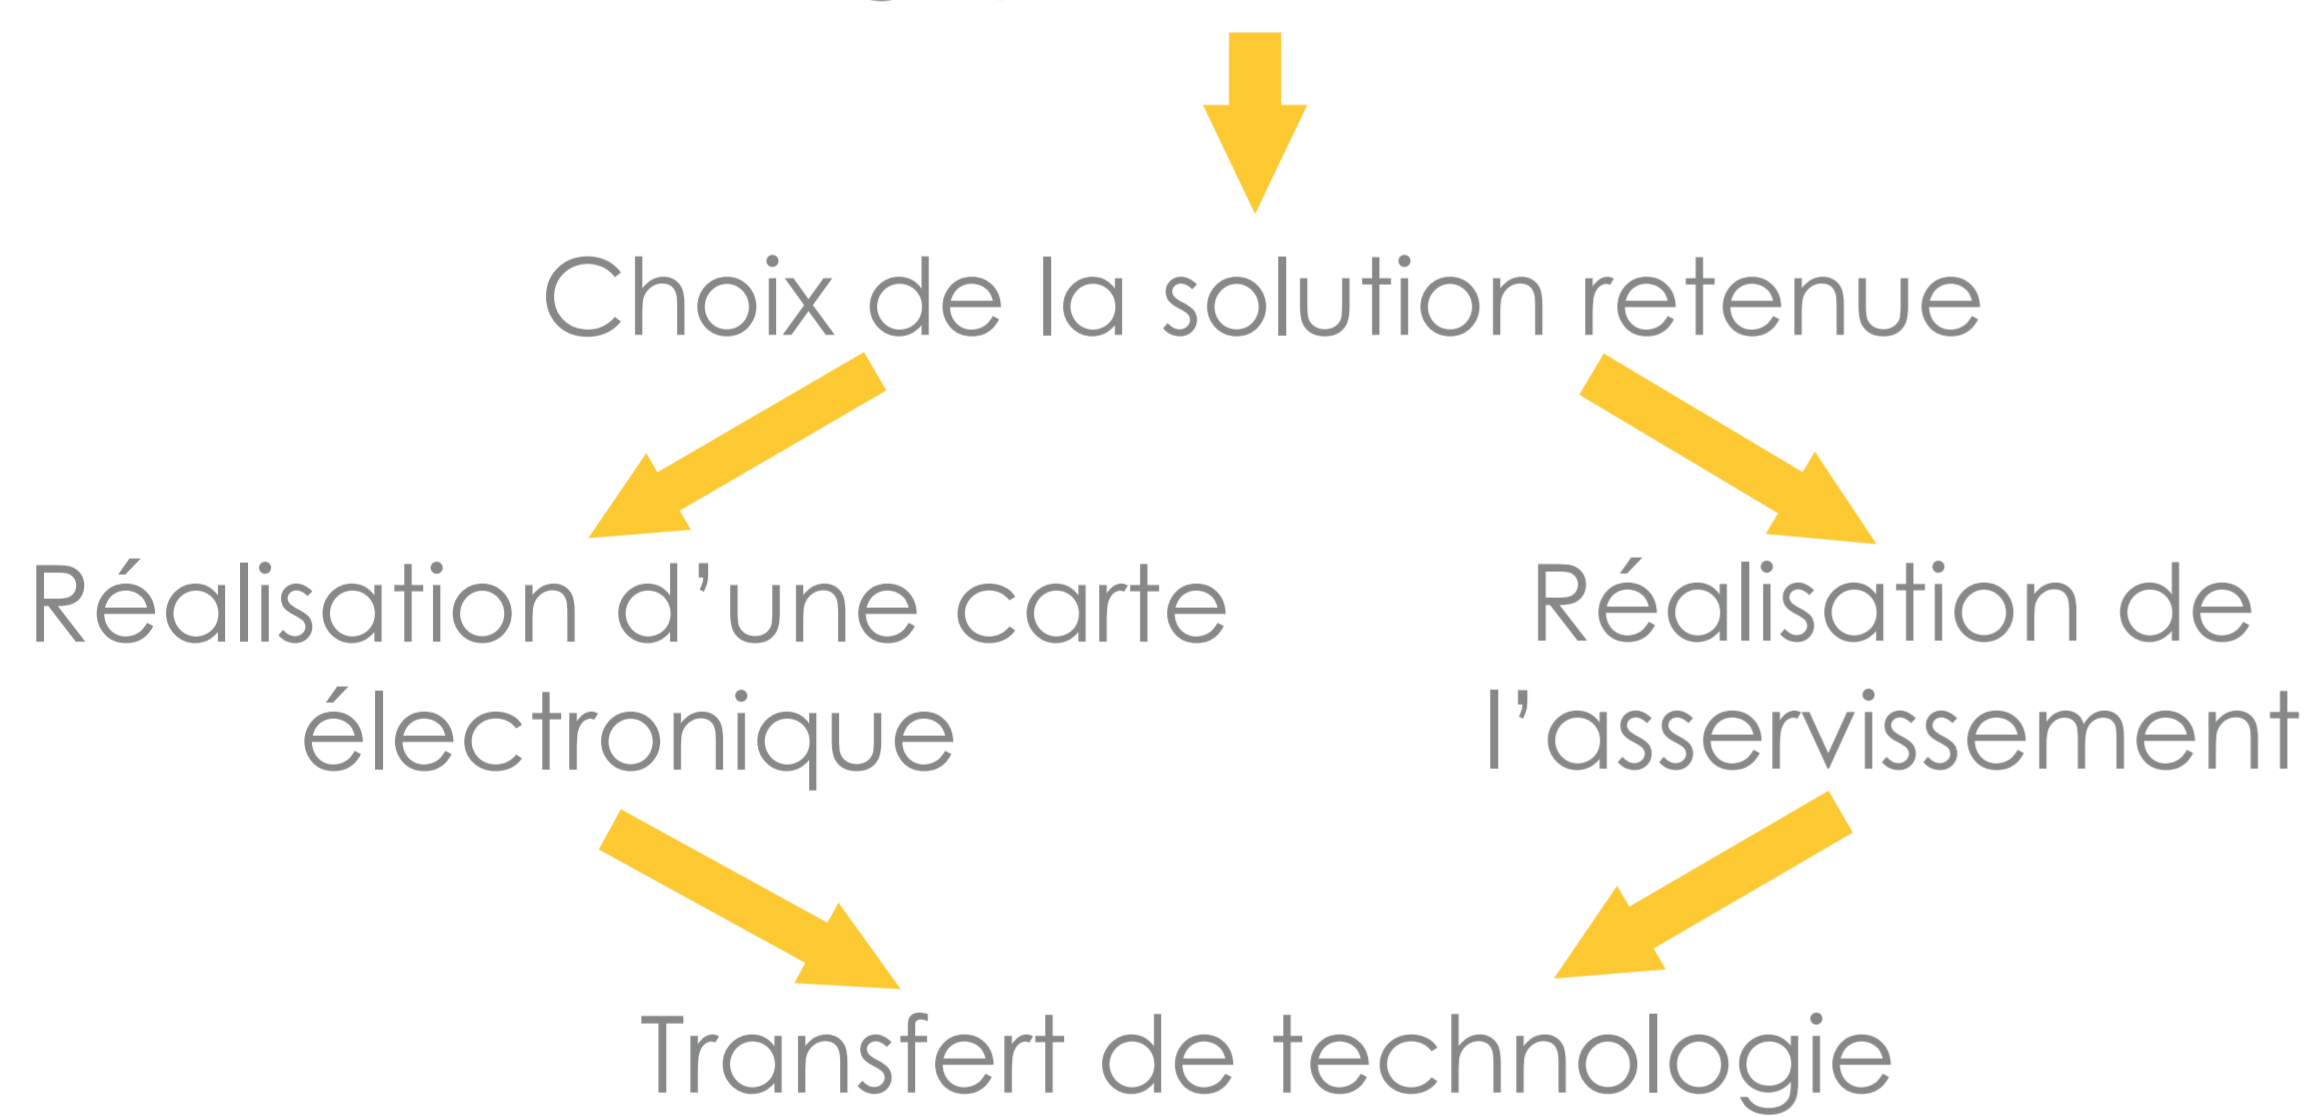 Choix de la solution retenue
Réalisation d’une carte
électronique
Réalisation de
l’asservissement
Transfert de technologie